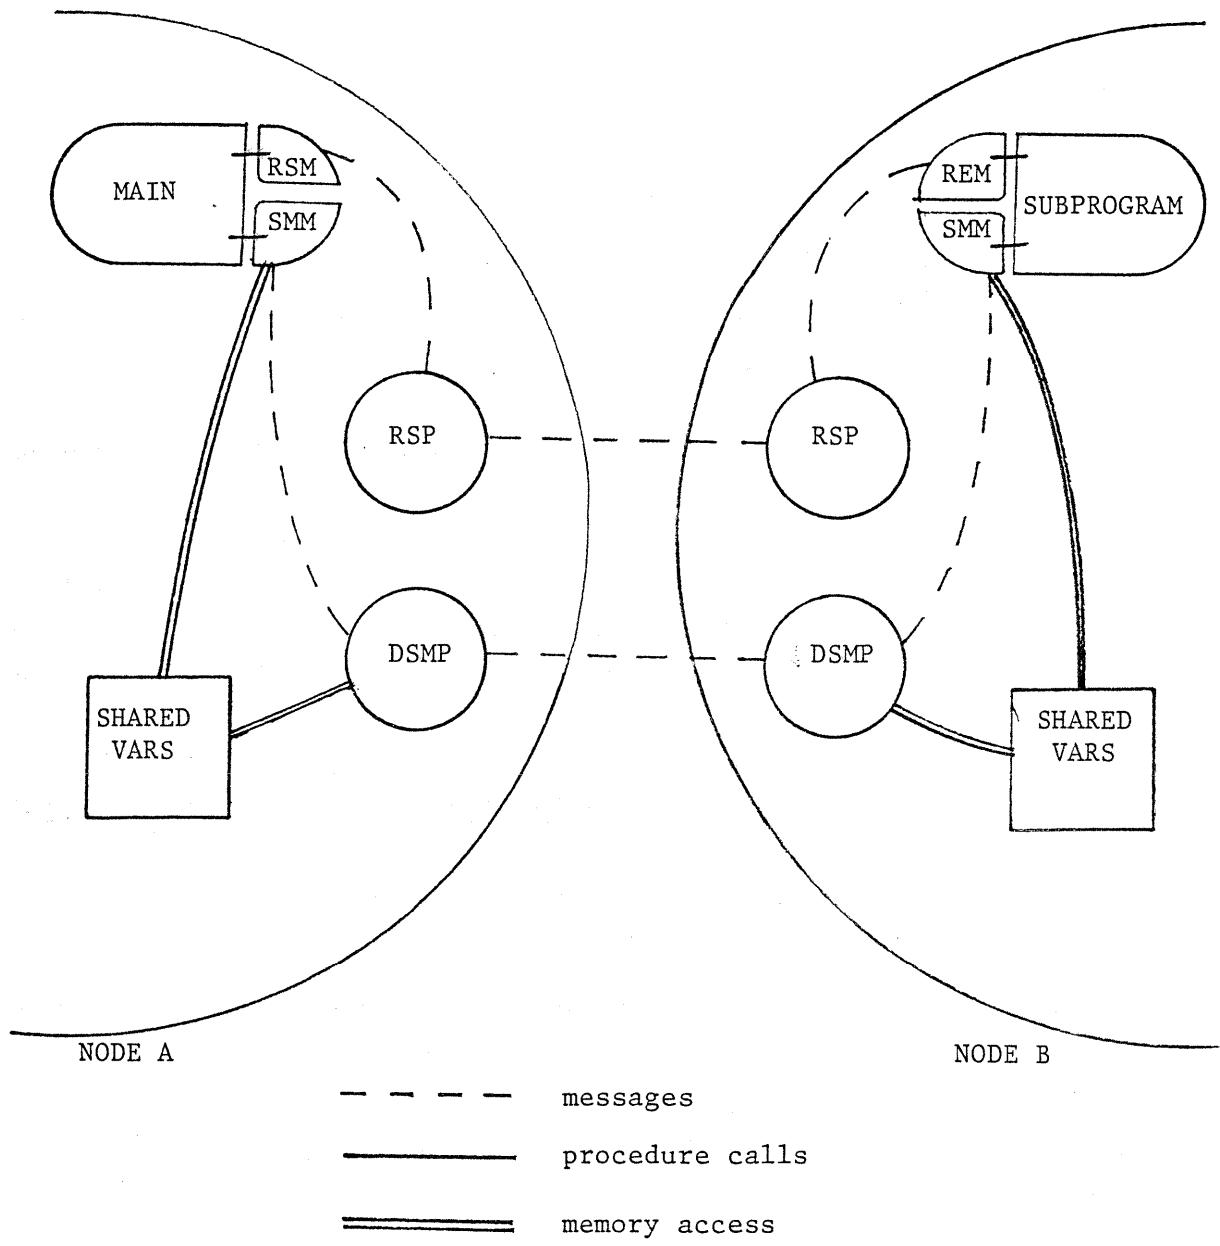 MAIN
RSM
SMM
REM
SMM
SUBPROGRAM
RSP
RSP
DSMP
DSMP
SHARED
VARS
SHARED
VARS
NODE A
NODE B
messages
procedure calls
memory access